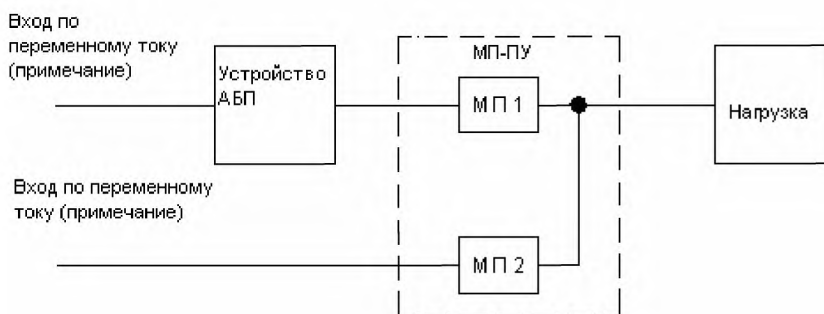 Вход по
переменному току
(примечание)
Устройство
АБП
МП-ПУ
МП 1
Нагрузка
Вход по переменному
току (примечание)
МП 2